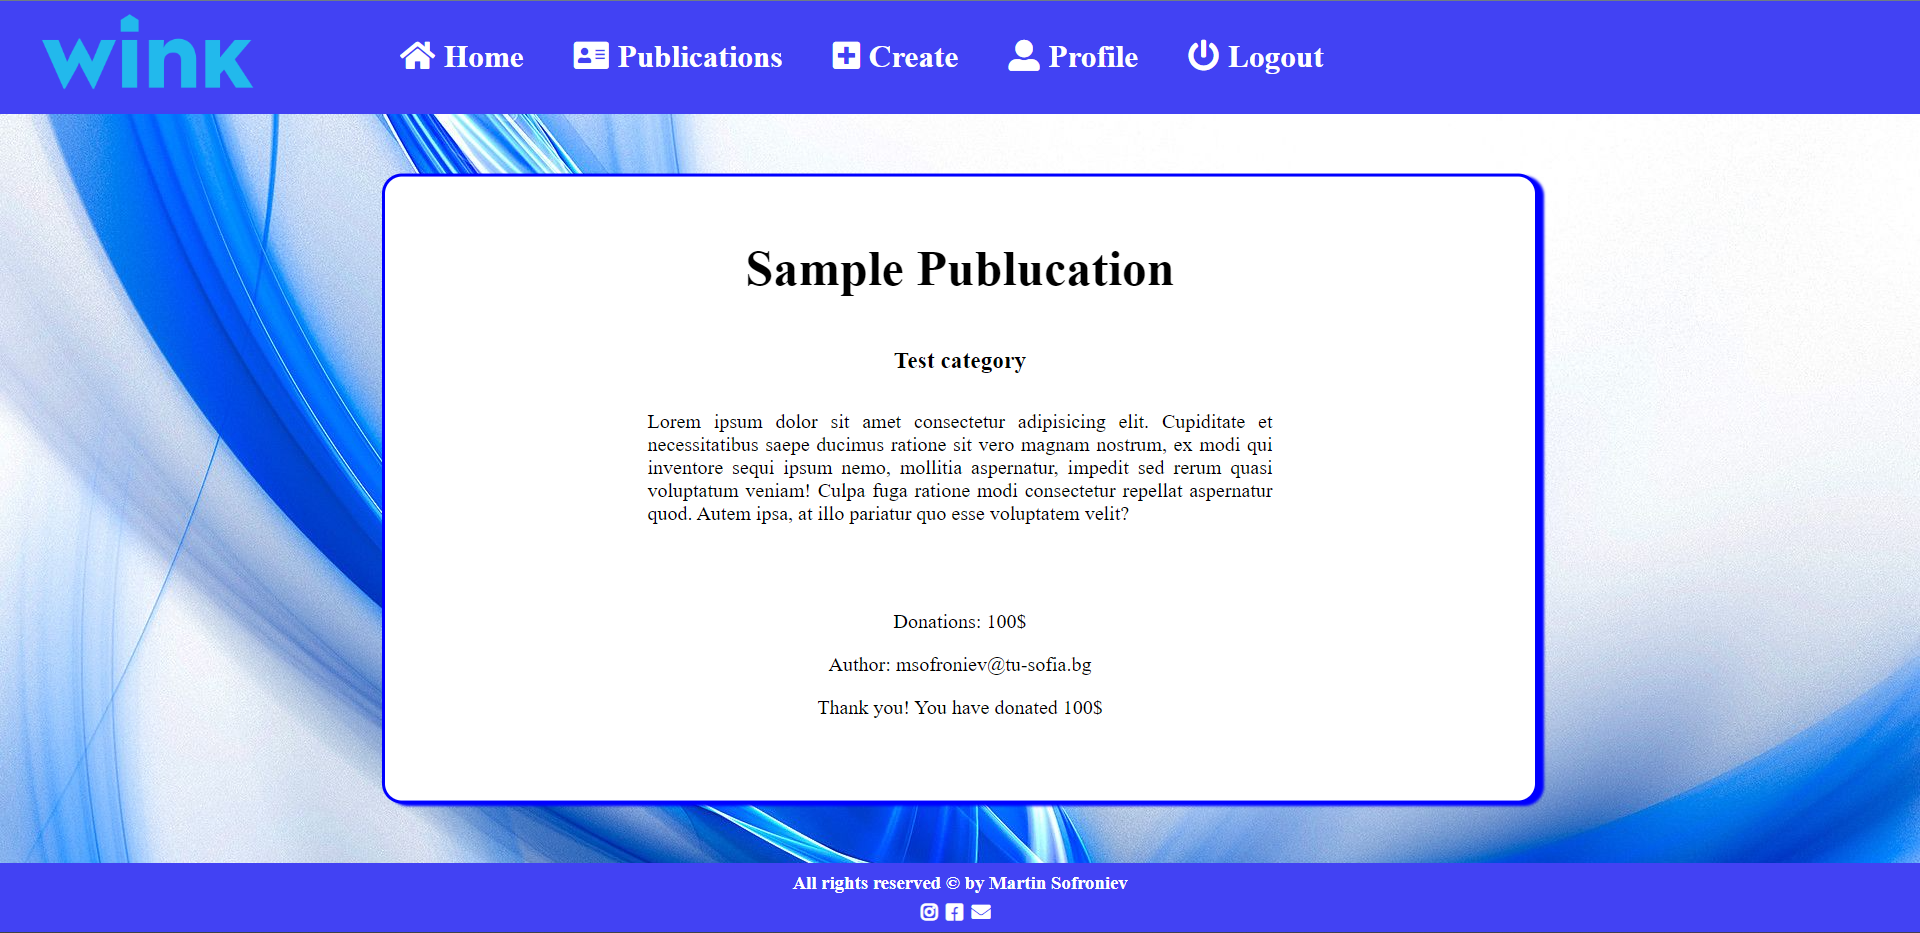 wink
Home Publications Create Profile Logout
Sample Publucation
Test category
Lorem ipsum dolor sit amet consectetur adipisicing elit. Cupiditate et
necessitatibus saepe ducimus ratione sit vero magnam nostrum, ex modi qui
inventore sequi ipsum nemo, mollitia aspernatur, impedit sed rerum quasi
voluptatum veniam! Culpa fuga ratione modi consectetur repellat aspernatur
quod. Autem ipsa, at illo pariatur quo esse voluptatem velit?
Donations: 100$
Author: msofroniev@tu-sofia.bg
Thank you! You have donated 100$
All rights reserved © by Martin Sofroniev